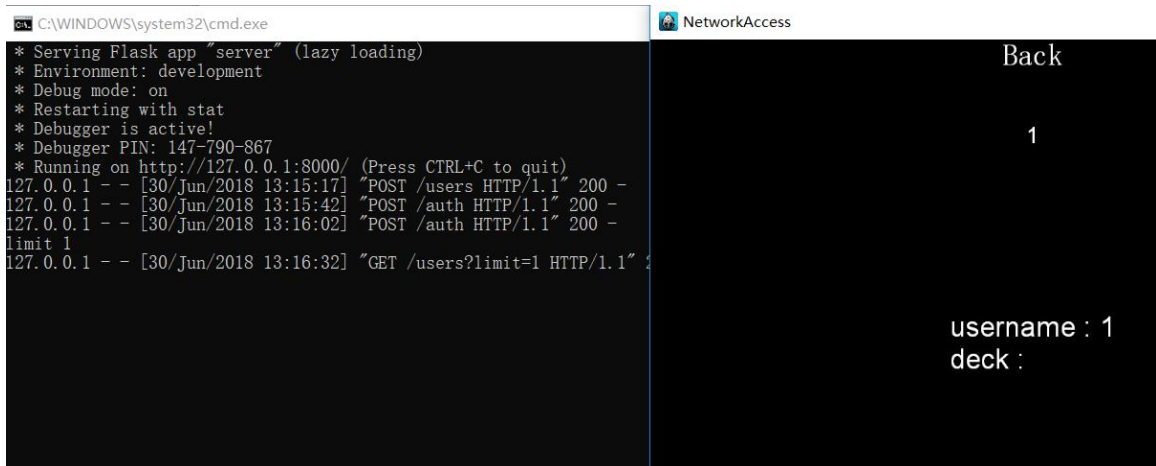 C:\WINDOWS\system32\cmd.exe
* Serving Flask app "server" (lazy loading)
* Environment: development
* Debug mode: on
* Restarting with stat
* Debugger is active!
* Debugger PIN: 147-790-867
* Running on http://127.0.0.1:8000/ (Press CTRL+C to quit)
127.0.0.1 - - [30/Jun/2018 13:15:17] "POST /users HTTP/1.1" 200 -
127.0.0.1 - - [30/Jun/2018 13:15:42] "POST /auth HTTP/1.1" 200 -
127.0.0.1 - - [30/Jun/2018 13:16:02] "POST /auth HTTP/1.1" 200 -
limit 1
127.0.0.1 - - [30/Jun/2018 13:16:32] "GET /users?limit=1 HTTP/1.1"
NetworkAccess
Back
1
username : 1
deck :